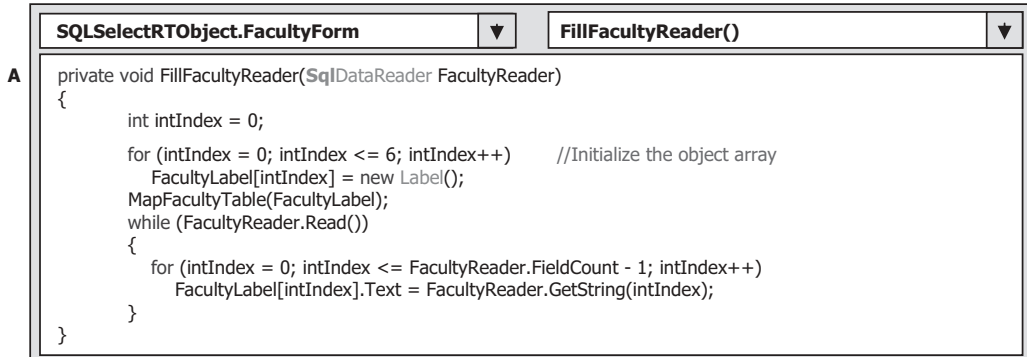 SQLSelectRTObject.FacultyForm
FillFacultyReader()
A
private void FillFacultyReader(SqlDataReader FacultyReader)
{
int intIndex = 0;
for (intIndex = 0; intIndex <= 6; intIndex++) //Initialize the object array
FacultyLabel[intIndex] = new Label();
MapFacultyTable(FacultyLabel);
while (FacultyReader.Read())
{
for (intIndex = 0; intIndex <= FacultyReader.FieldCount - 1; intIndex++)
FacultyLabel[intIndex].Text = FacultyReader.GetString(intIndex);
}
}